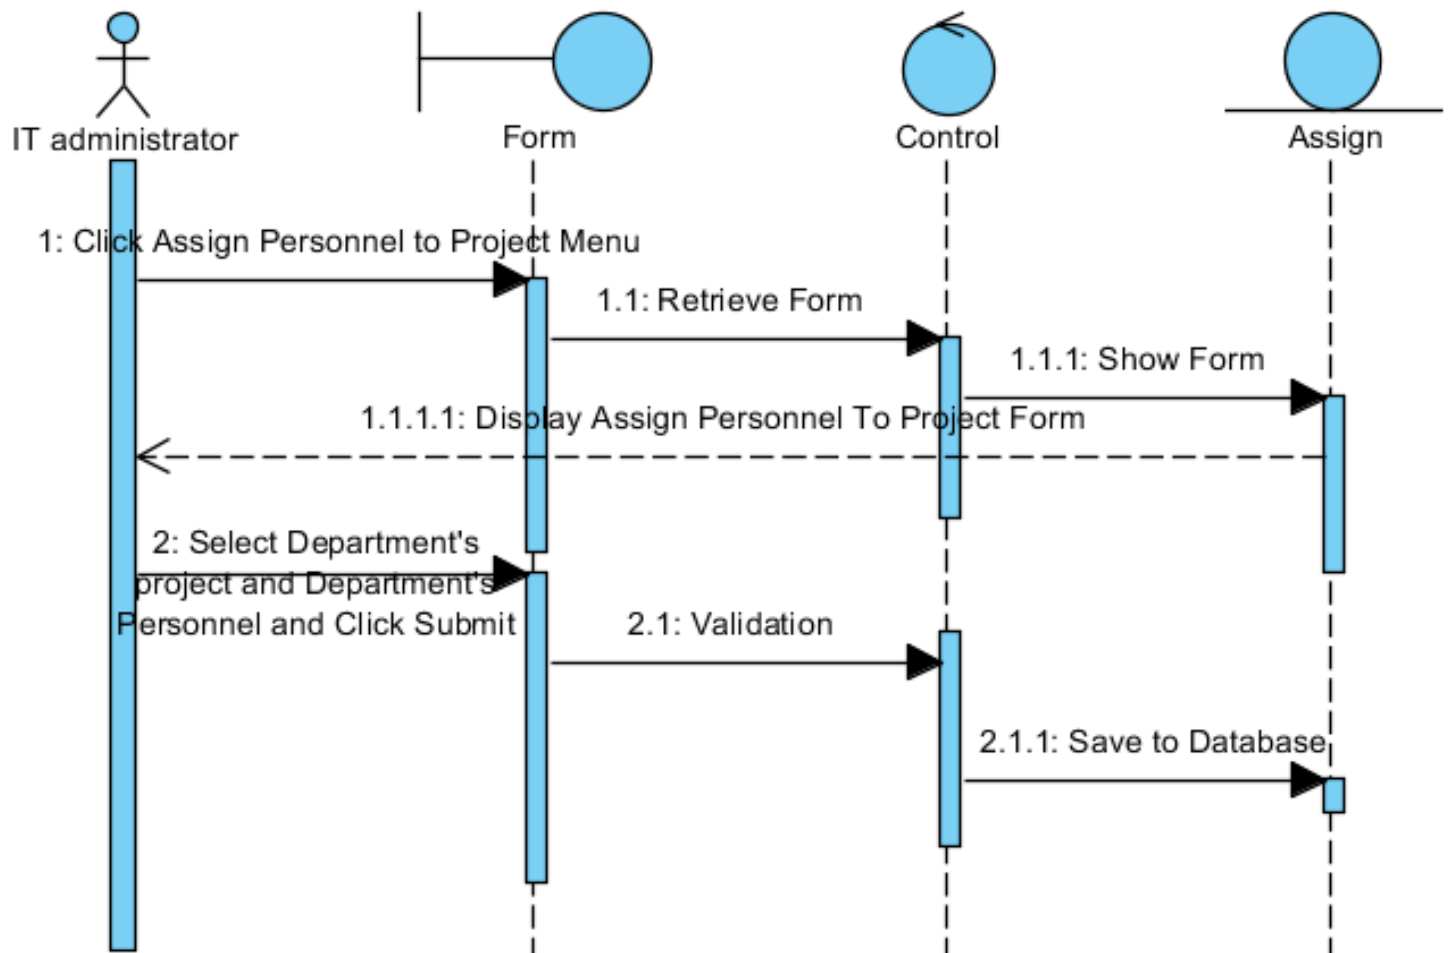 IT administrator
Form
Control
Assign
1: Click Assign Personnel to Project Menu
1.1: Retrieve Form
1.1.1: Show Form
1.1.1.1: Display Assign Personnel To Project Form
2: Select Department's
project and Department's
Personnel and Click Submit
2.1: Validation
2.1.1: Save to Database